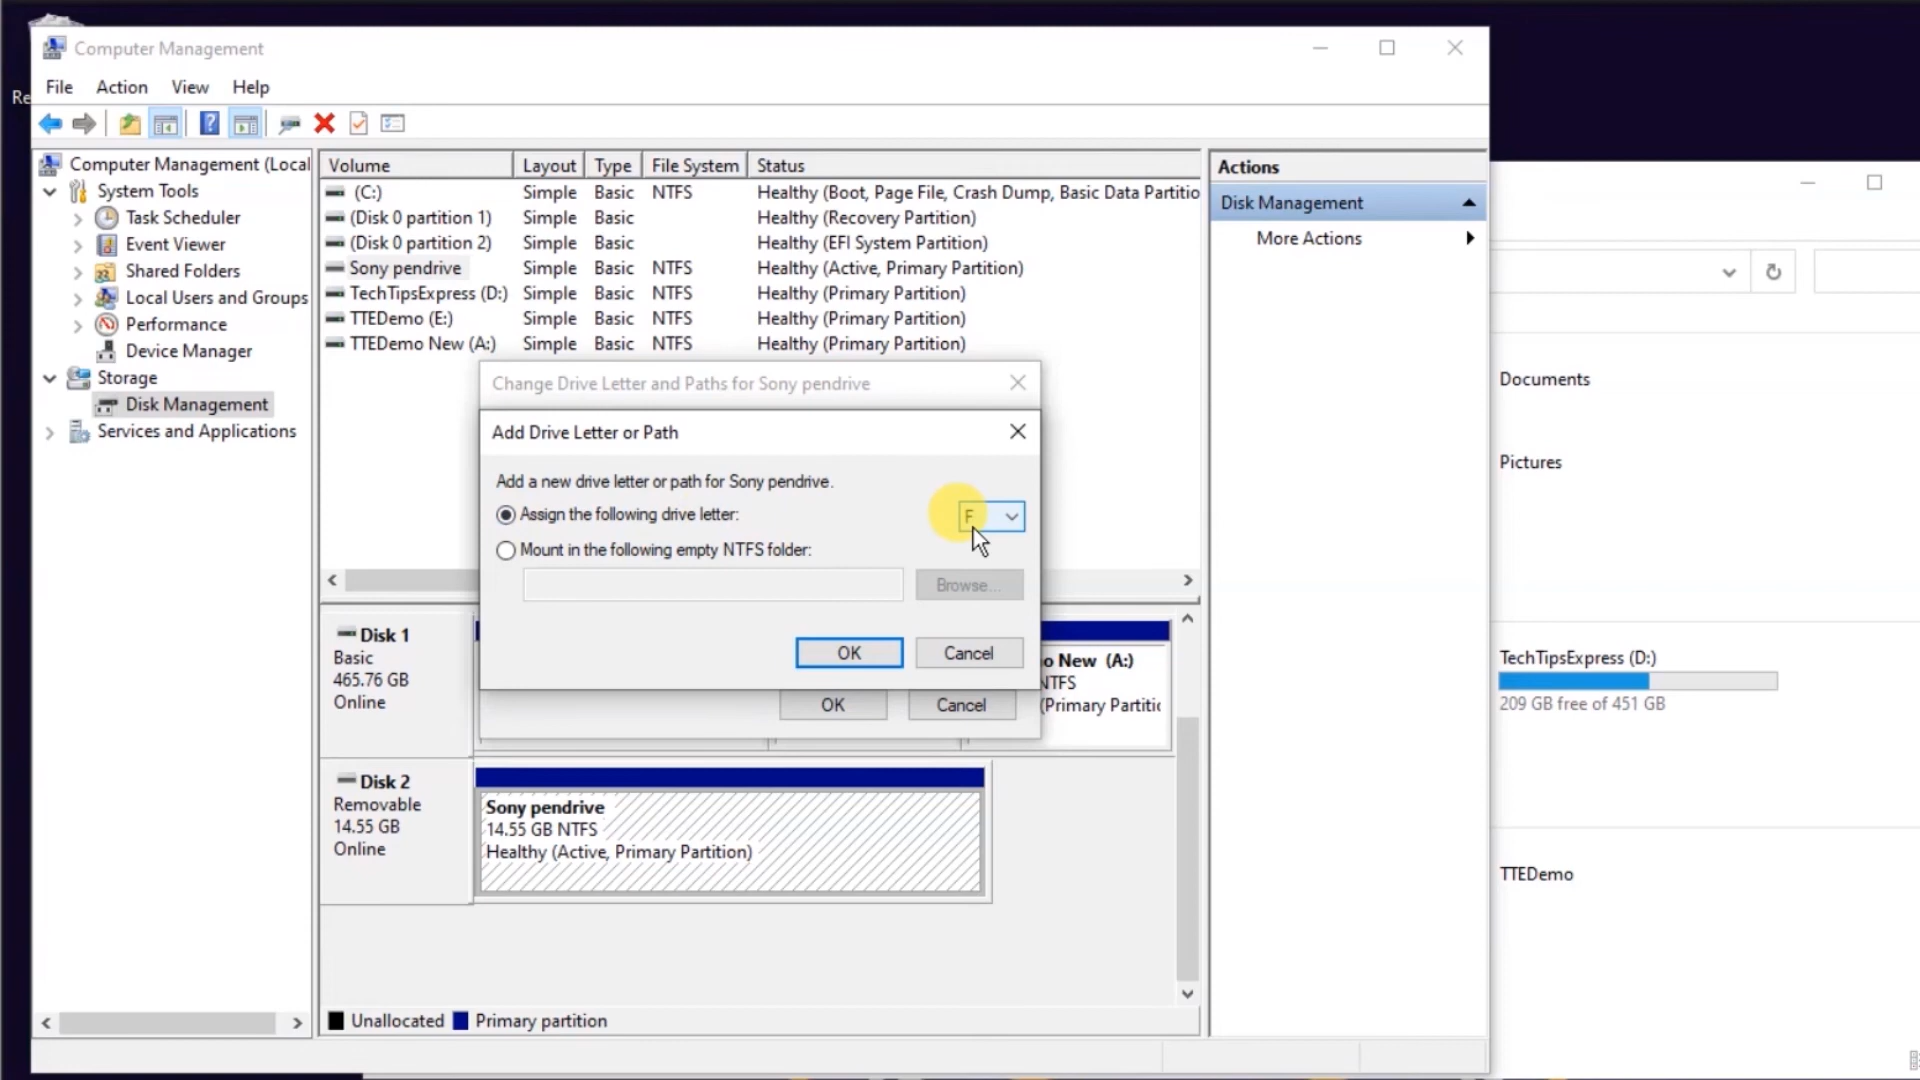 Re
Computer Management
File Action View Help
Computer Management (Local
System Tools
Task Scheduler
Event Viewer
Shared Folders
Local Users and Groups
Performance
Device Manager
Storage
Disk Management
Services and Applications
Volume Layout Type File System Status
(C:) Simple Basic NTFS Healthy (Boot, Page File, Crash Dump, Basic Data Partitio
(Disk 0 partition 1) Simple Basic Healthy (Recovery Partition)
(Disk 0 partition 2) Simple Basic Healthy (EFI System Partition)
Sony pendrive Simple Basic NTFS Healthy (Active, Primary Partition)
TechTipsExpress (D:) Simple Basic NTFS Healthy (Primary Partition)
TTEDemo (E:) Simple Basic NTFS Healthy (Primary Partition)
TTEDemo New (A:) Simple Basic NTFS Healthy (Primary Partition)
Change Drive Letter and Paths for Sony pendrive
Add Drive Letter or Path
Add a new drive letter or path for Sony pendrive.
Assign the following drive letter: F
Mount in the following empty NTFS folder:
Browse...
OK Cancel
OK Cancel
Disk 1
Basic
465.76 GB
Online
o New (A:)
NTFS
(Primary Partitic
Disk 2
Removable
14.55 GB
Online
Sony pendrive
14.55 GB NTFS
Healthy (Active, Primary Partition)
Unallocated Primary partition
Actions
Disk Management
More Actions
Documents
Pictures
TechTipsExpress (D:)
209 GB free of 451 GB
TTEDemo